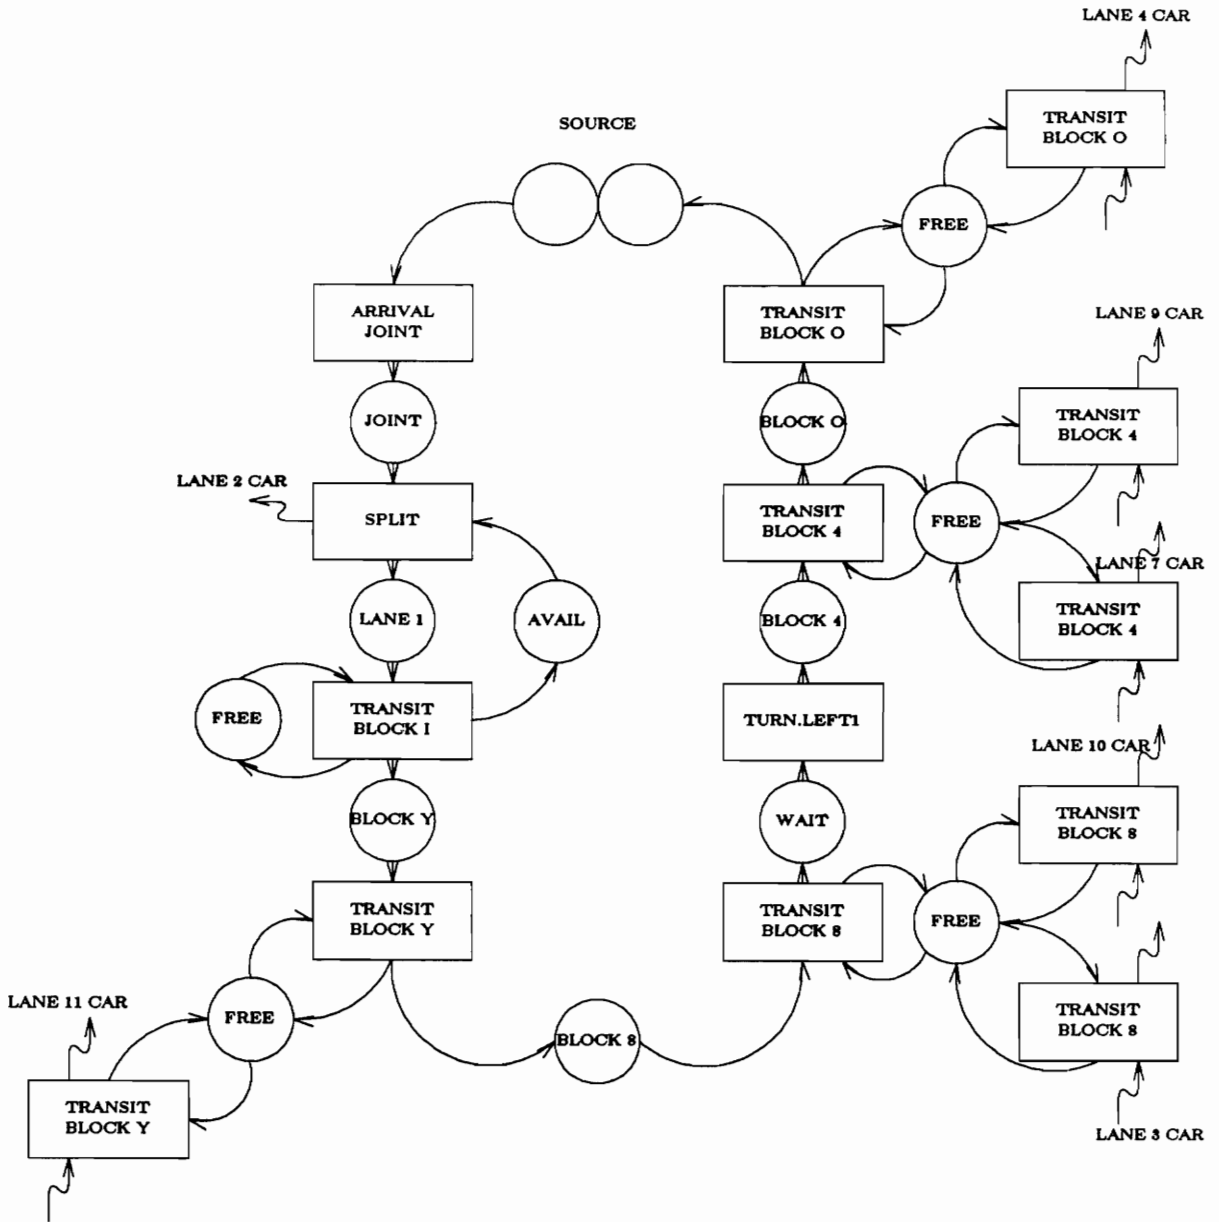 LANE 4 CAR
TRANSIT
BLOCK O
SOURCE
FREE
ARRIVAL
JOINT
TRANSIT
BLOCK O
LANE 9 CAR
JOINT
BLOCK O
TRANSIT
BLOCK 4
LANE 2 CAR
SPLIT
TRANSIT
BLOCK 4
FREE
LANE 7 CAR
LANE 1
AVAIL
BLOCK 4
TRANSIT
BLOCK 4
FREE
TRANSIT
BLOCK I
TURN.LEFT1
LANE 10 CAR
BLOCK Y
WAIT
TRANSIT
BLOCK 8
TRANSIT
BLOCK Y
TRANSIT
BLOCK 8
FREE
LANE 11 CAR
FREE
BLOCK 8
TRANSIT
BLOCK 8
TRANSIT
BLOCK Y
LANE 3 CAR